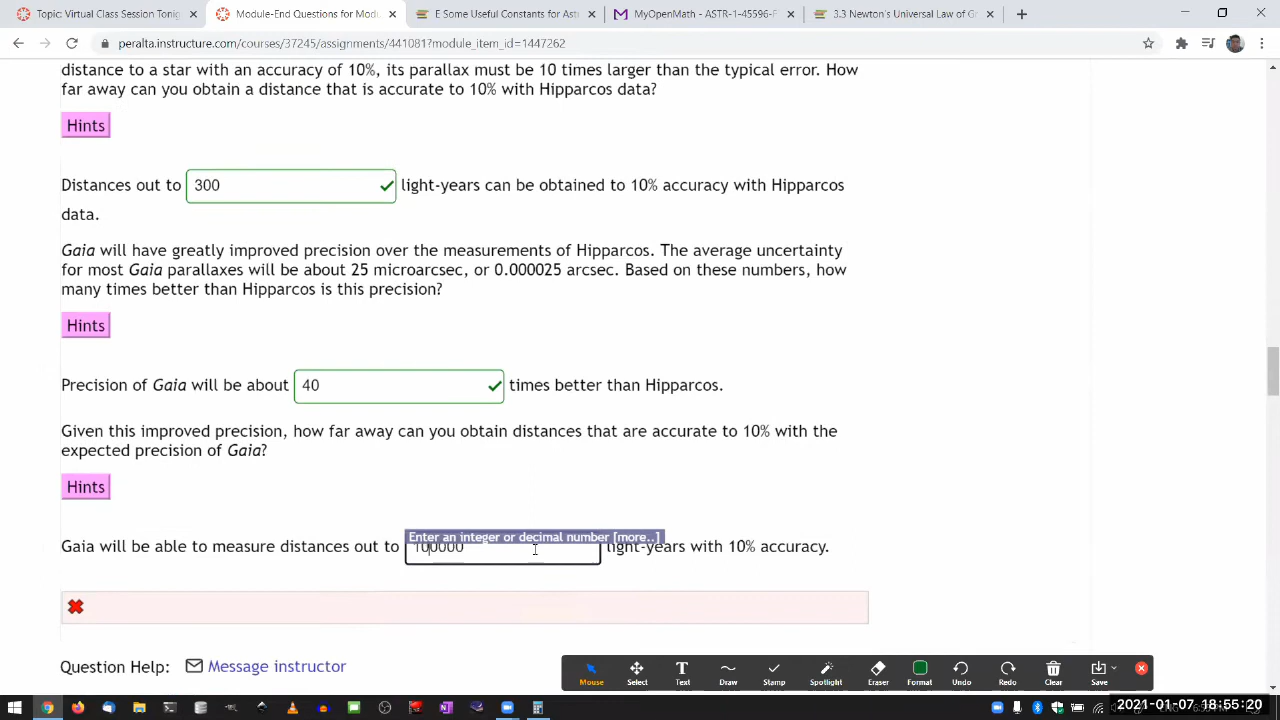 Topic: Virtual Class Session Tonig
Module-End Questions for Modu
E Some Useful Constants for Ast
MyOpenMath - ASTR-1-45596-F
3.3 Newton's Universal Law of Gr
peralta.instructure.com/courses/37245/assignments/441081?module_item_id=1447262
distance to a star with an accuracy of 10%, its parallax must be 10 times larger than the typical error. How
far away can you obtain a distance that is accurate to 10% with Hipparcos data?
Hints
Distances out to 300 light-years can be obtained to 10% accuracy with Hipparcos
data.
Gaia will have greatly improved precision over the measurements of Hipparcos. The average uncertainty
for most Gaia parallaxes will be about 25 microarcsec, or 0.000025 arcsec. Based on these numbers, how
many times better than Hipparcos is this precision?
Hints
Precision of Gaia will be about 40 times better than Hipparcos.
Given this improved precision, how far away can you obtain distances that are accurate to 10% with the
expected precision of Gaia?
Hints
Enter an integer or decimal number [more..]
Gaia will be able to measure distances out to light-years with 10% accuracy.
Question Help: Message instructor
Mouse Select Text Draw Stamp Spotlight Eraser Format Undo Redo Clear Save
2021-01-07 18:55:20